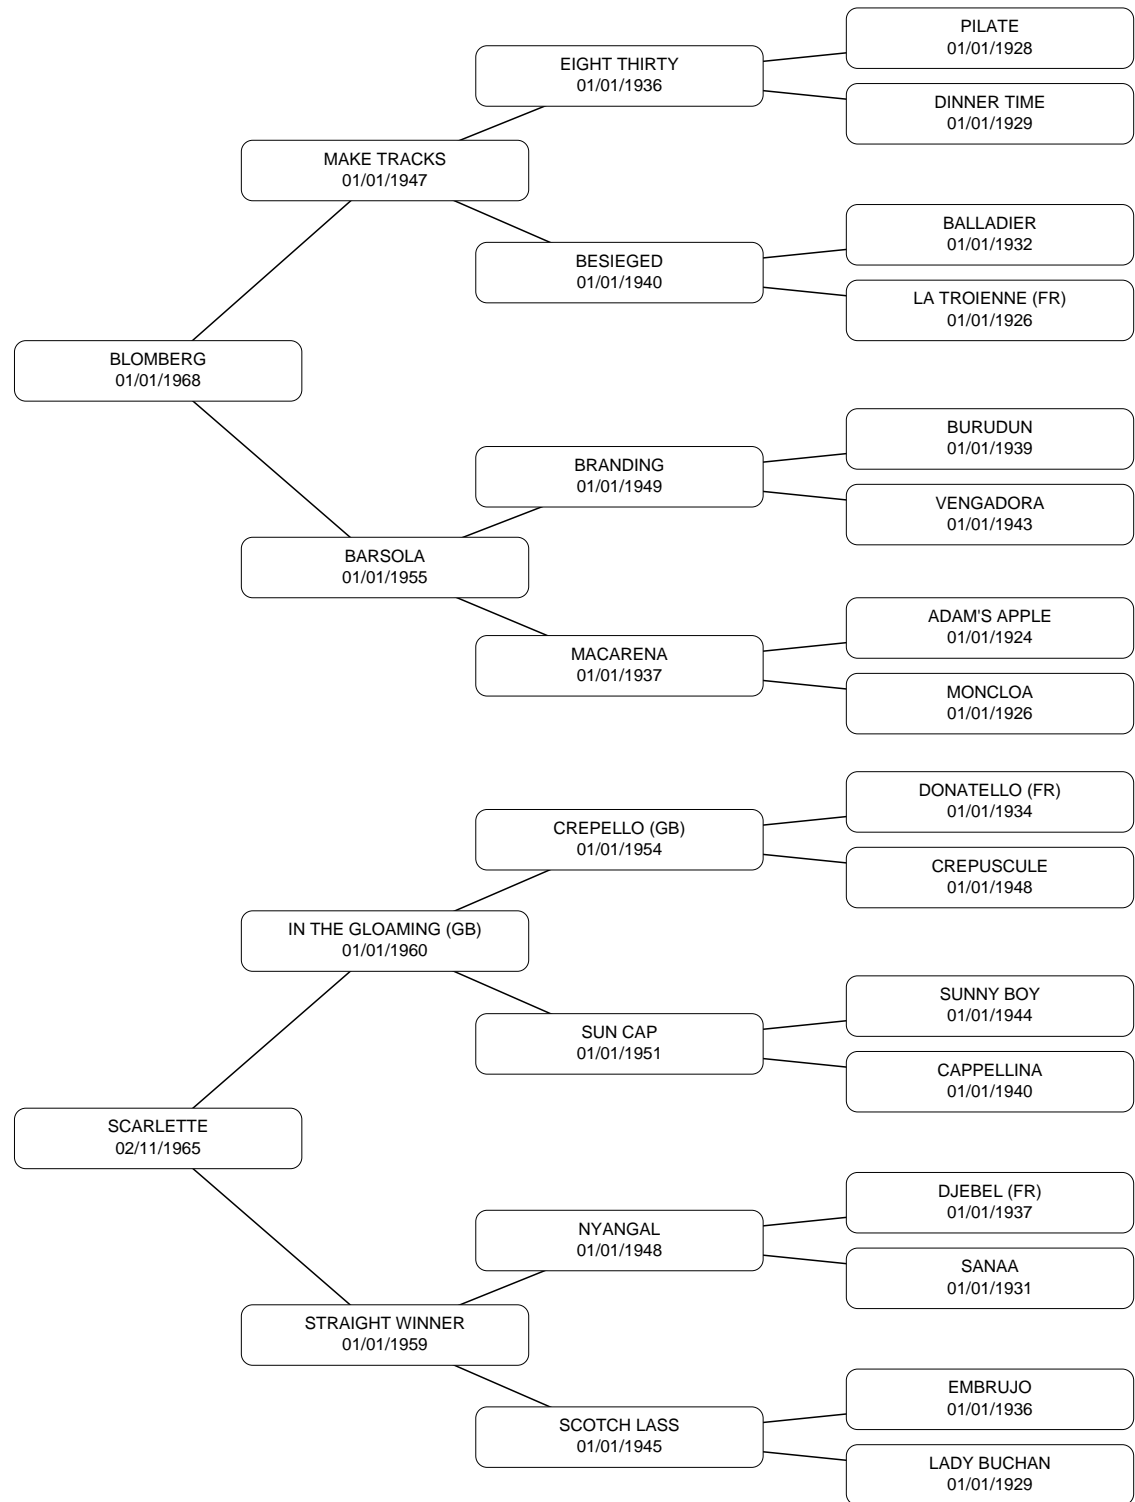 PILATE
01/01/1928
EIGHT THIRTY
01/01/1936
DINNER TIME
01/01/1929
MAKE TRACKS
01/01/1947
BALLADIER
01/01/1932
BESIEGED
01/01/1940
LA TROIENNE (FR)
01/01/1926
BLOMBERG
01/01/1968
BURUDUN
01/01/1939
BRANDING
01/01/1949
VENGADORA
01/01/1943
BARSOLA
01/01/1955
ADAM'S APPLE
01/01/1924
MACARENA
01/01/1937
MONCLOA
01/01/1926
DONATELLO (FR)
01/01/1934
CREPELLO (GB)
01/01/1954
CREPUSCULE
01/01/1948
IN THE GLOAMING (GB)
01/01/1960
SUNNY BOY
01/01/1944
SUN CAP
01/01/1951
CAPPELLINA
01/01/1940
SCARLETTE
02/11/1965
DJEBEL (FR)
01/01/1937
NYANGAL
01/01/1948
SANAA
01/01/1931
STRAIGHT WINNER
01/01/1959
EMBRUJO
01/01/1936
SCOTCH LASS
01/01/1945
LADY BUCHAN
01/01/1929